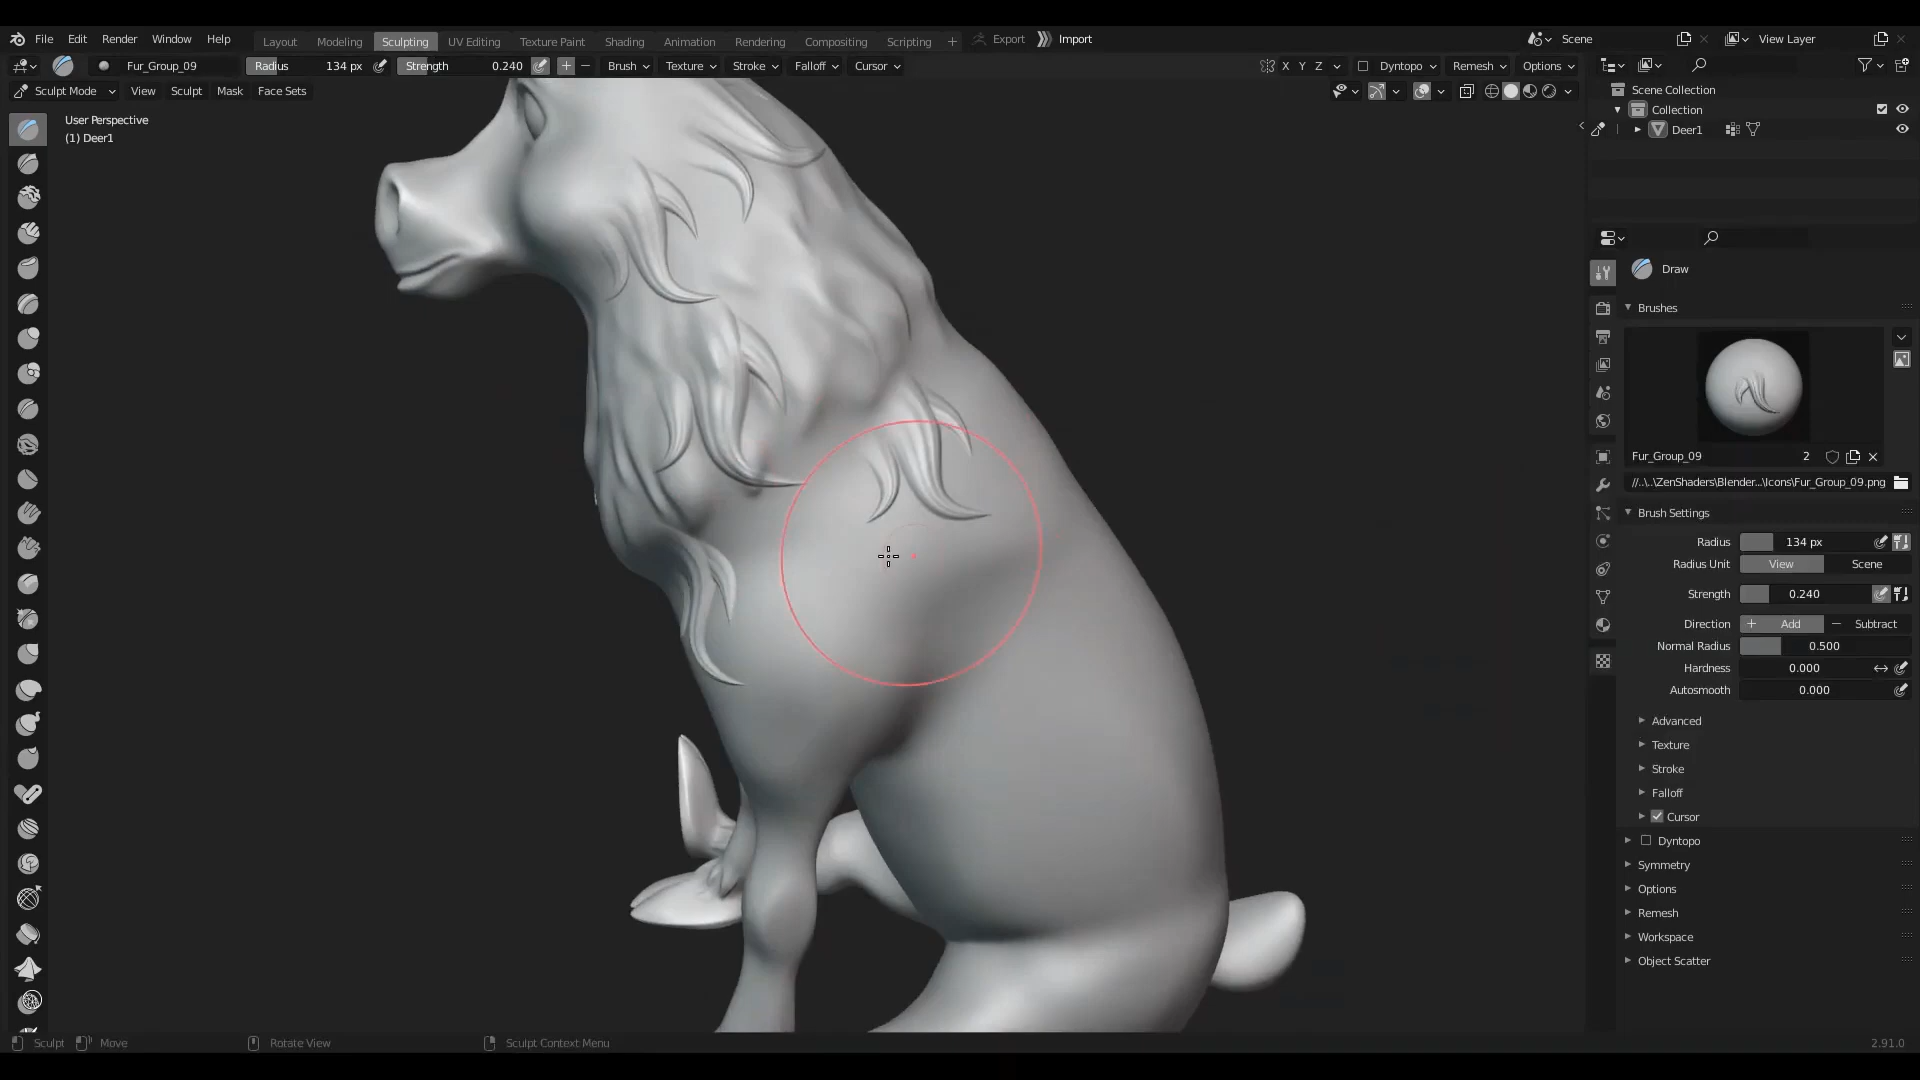 File Edit Render Window Help Layout Modeling Sculpting UV Editing Texture Paint Shading Animation Rendering Compositing Scripting + Export Import Scene View Layer
Fur_Group_09 Radius 134 px Strength 0.240 Brush Texture Stroke Falloff Cursor X Y Z Dyntopo Remesh Options
Sculpt Mode View Sculpt Mask Face Sets
User Perspective
(1) Deer1
Scene Collection
Collection
Deer1
Draw
Brushes
Fur_Group_09 2
//..\..\ZenShaders\Blender...\Icons\Fur_Group_09.png
Brush Settings
Radius 134 px
Radius Unit View Scene
Strength 0.240
Direction + Add − Subtract
Normal Radius 0.500
Hardness 0.000
Autosmooth 0.000
Advanced
Texture
Stroke
Falloff
Cursor
Dyntopo
Symmetry
Options
Remesh
Workspace
Object Scatter
Sculpt Move Rotate View Sculpt Context Menu 2.91.0